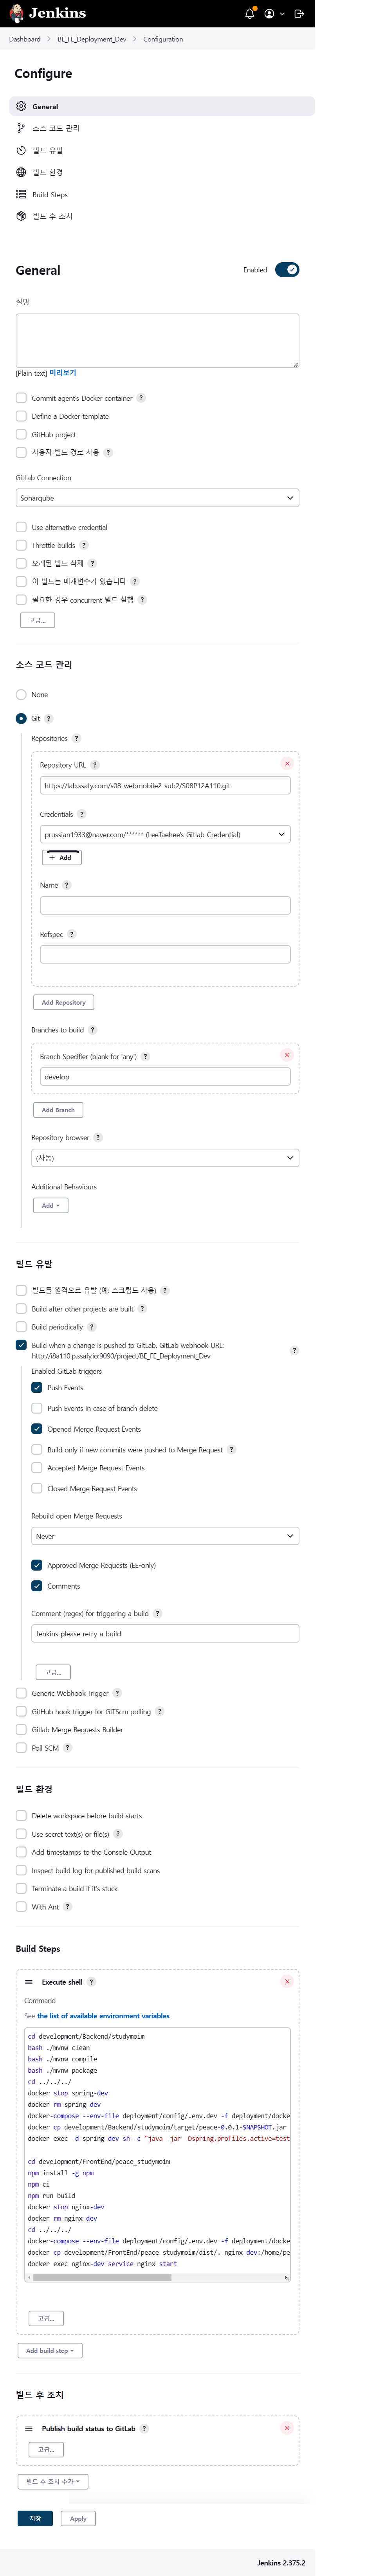 Jenkins
Dashboard > BE_FE_Deployment_Dev > Configuration
Configure
General
소스 코드 관리
빌드 유발
빌드 환경
Build Steps
빌드 후 조치
General
Enabled
설명
[Plain text] 미리보기
Commit agent's Docker container ?
Define a Docker template
GitHub project
사용자 빌드 경로 사용 ?
GitLab Connection
Sonarqube
Use alternative credential
Throttle builds ?
오래된 빌드 삭제 ?
이 빌드는 매개변수가 있습니다 ?
필요한 경우 concurrent 빌드 실행 ?
고급...
소스 코드 관리
None
Git ?
Repositories ?
Repository URL ?
https://lab.ssafy.com/s08-webmobile2-sub2/S08P12A110.git
Credentials ?
prussian1933@naver.com/****** (LeeTaehee's Gitlab Credential)
+ Add
Name ?
Refspec ?
Add Repository
Branches to build ?
Branch Specifier (blank for 'any') ?
develop
Add Branch
Repository browser ?
(자동)
Additional Behaviours
Add
빌드 유발
빌드를 원격으로 유발 (예: 스크립트 사용) ?
Build after other projects are built ?
Build periodically ?
Build when a change is pushed to GitLab. GitLab webhook URL:
http://i8a110.p.ssafy.io:9090/project/BE_FE_Deployment_Dev ?
Enabled GitLab triggers
Push Events
Push Events in case of branch delete
Opened Merge Request Events
Build only if new commits were pushed to Merge Request ?
Accepted Merge Request Events
Closed Merge Request Events
Rebuild open Merge Requests
Never
Approved Merge Requests (EE-only)
Comments
Comment (regex) for triggering a build ?
Jenkins please retry a build
고급...
Generic Webhook Trigger ?
GitHub hook trigger for GITScm polling ?
Gitlab Merge Requests Builder
Poll SCM ?
빌드 환경
Delete workspace before build starts
Use secret text(s) or file(s) ?
Add timestamps to the Console Output
Inspect build log for published build scans
Terminate a build if it's stuck
With Ant ?
Build Steps
Execute shell ?
Command
See the list of available environment variables
cd development/Backend/studymoim
bash ./mvnw clean
bash ./mvnw compile
bash ./mvnw package
cd ../../../
docker stop spring-dev
docker rm spring-dev
docker-compose --env-file deployment/config/.env.dev -f deployment/docke
docker cp development/Backend/studymoim/target/peace-0.0.1-SNAPSHOT.jar
docker exec -d spring-dev sh -c "java -jar -Dspring.profiles.active=test
cd development/FrontEnd/peace_studymoim
npm install -g npm
npm ci
npm run build
docker stop nginx-dev
docker rm nginx-dev
cd ../../../
docker-compose --env-file deployment/config/.env.dev -f deployment/docke
docker cp development/FrontEnd/peace_studymoim/dist/. nginx-dev:/home/pe
docker exec nginx-dev service nginx start
고급...
Add build step
빌드 후 조치
Publish build status to GitLab ?
고급...
빌드 후 조치 추가
저장
Apply
Jenkins 2.375.2